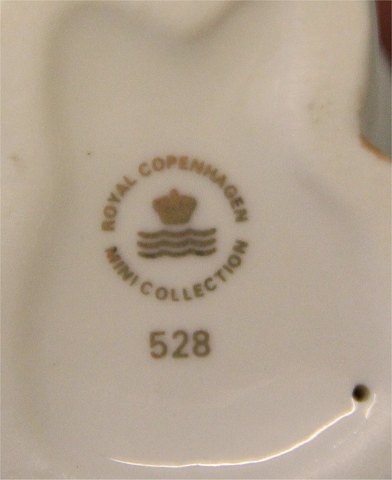 ROYAL COPENHAGEN
MINI COLLECTION
528